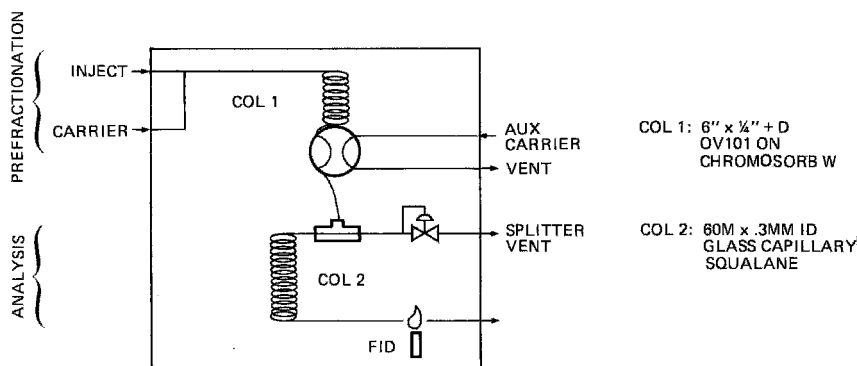 PREFRACTIONATION
INJECT
CARRIER
COL 1
AUX
CARRIER
VENT
COL 1: 6" x ¼" + D
OV101 ON
CHROMOSORB W
ANALYSIS
SPLITTER
VENT
COL 2
FID
COL 2: 60M x .3MM ID
GLASS CAPILLARY
SQUALANE